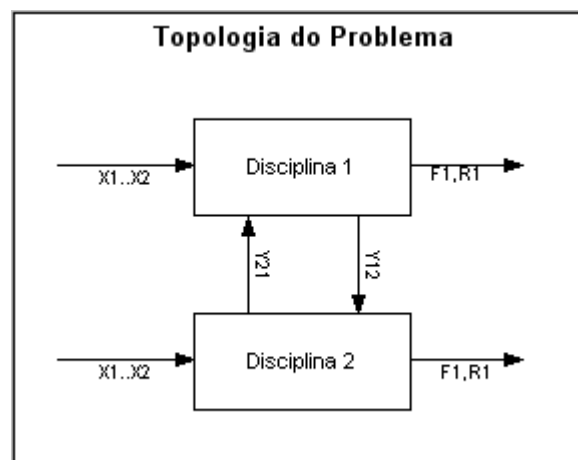 Topologia do Problema
Disciplina 1
X1..X2
F1,R1
Y21
Y12
Disciplina 2
X1..X2
F1,R1